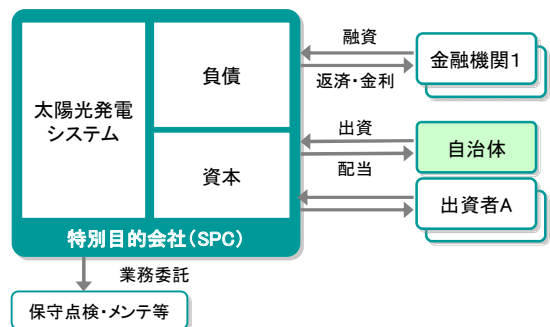 太陽光発電
システム
負債
資本
特別目的会社(SPC)
融資
返済・金利
金融機関1
出資
配当
自治体
出資者A
業務委託
保守点検・メンテ等